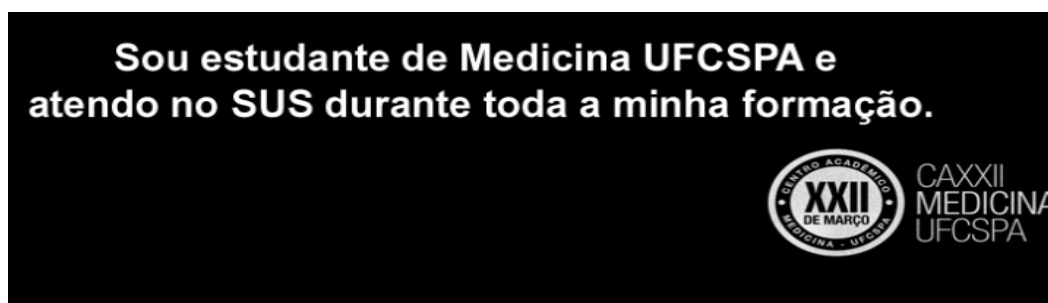 Sou estudante de Medicina UFCSPA e
atendo no SUS durante toda a minha formação.
CENTRO ACADÊMICO
XXII
DE MARÇO
MEDICINA - UFCSPA
CAXXII
MEDICINA
UFCSPA